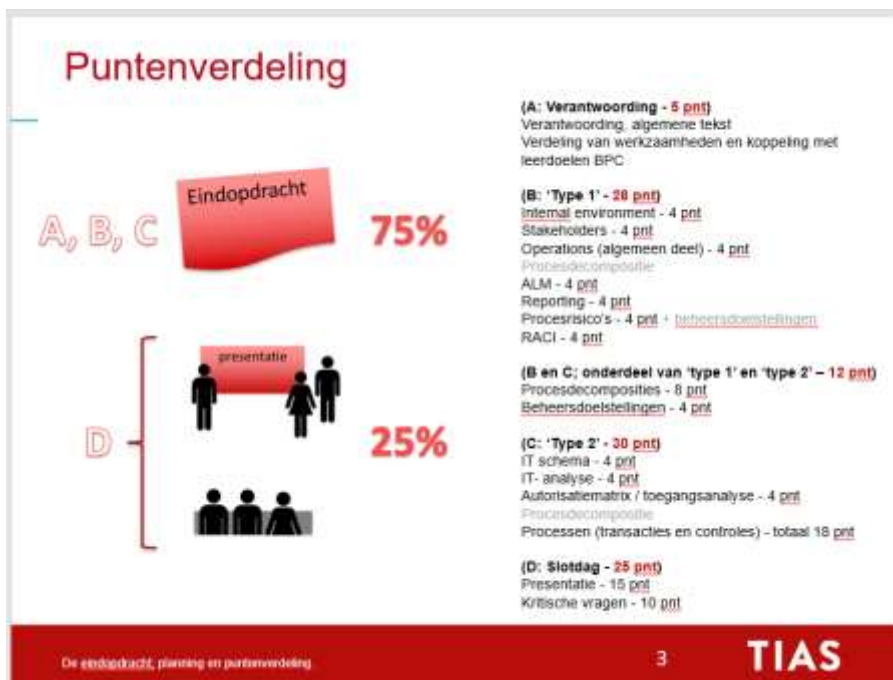 Puntenverdeling
A, B, C
Eindopdracht
75%
D
presentatie
25%
(A: Verantwoording - 5 pnt)
Verantwoording, algemene tekst
Verdeling van werkzaamheden en koppeling met
leerdoelen BPC
(B: ‘Type 1’ - 28 pnt)
Internal environment - 4 pnt
Stakeholders - 4 pnt
Operations (algemeen deel) - 4 pnt
Procesdecompositie
ALM - 4 pnt
Reporting - 4 pnt
Procesrisico's - 4 pnt + beheersdoelstellingen
RACI - 4 pnt
(B en C; onderdeel van ‘type 1’ en ‘type 2’ – 12 pnt)
Procesdecomposities - 8 pnt
Beheersdoelstellingen - 4 pnt
(C: ‘Type 2’ - 30 pnt)
IT schema - 4 pnt
IT- analyse - 4 pnt
Autorisatiematrix / toegangsanalyse - 4 pnt
Procesdecompositie
Processen (transacties en controles) - totaal 18 pnt
(D: Slotdag - 25 pnt)
Presentatie - 15 pnt
Kritische vragen - 10 pnt
De eindopdracht, planning en puntenverdeling
3
TIAS